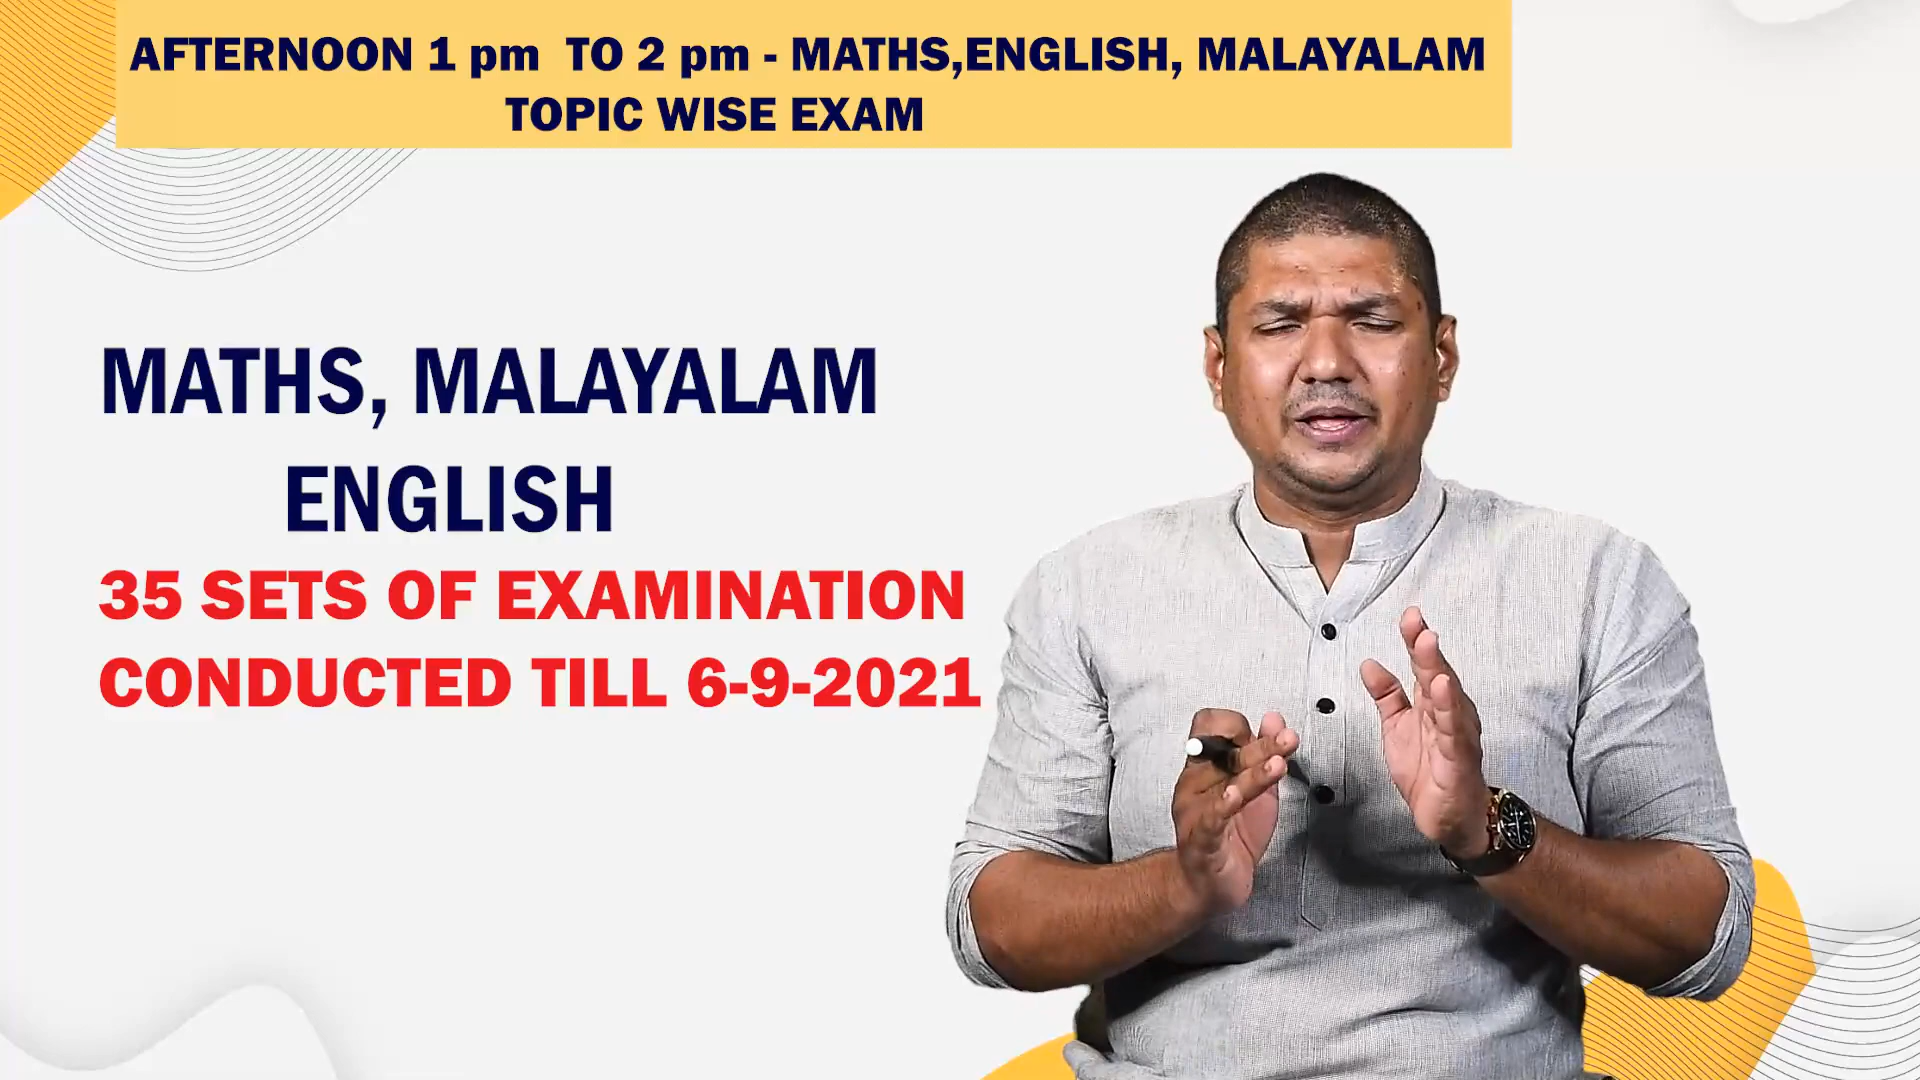 AFTERNOON 1 pm TO 2 pm - MATHS,ENGLISH, MALAYALAM
TOPIC WISE EXAM
MATHS, MALAYALAM
ENGLISH
35 SETS OF EXAMINATION
CONDUCTED TILL 6-9-2021